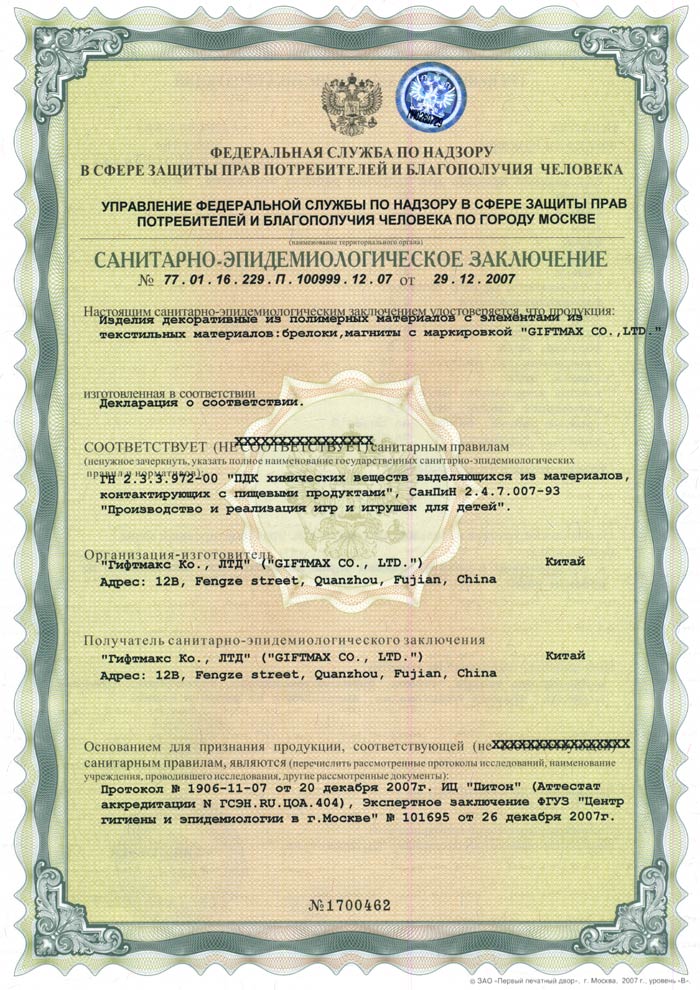 ФЕДЕРАЛЬНАЯ СЛУЖБА ПО НАДЗОРУ
В СФЕРЕ ЗАЩИТЫ ПРАВ ПОТРЕБИТЕЛЕЙ И БЛАГОПОЛУЧИЯ ЧЕЛОВЕКА
УПРАВЛЕНИЕ ФЕДЕРАЛЬНОЙ СЛУЖБЫ ПО НАДЗОРУ В СФЕРЕ ЗАЩИТЫ ПРАВ
ПОТРЕБИТЕЛЕЙ И БЛАГОПОЛУЧИЯ ЧЕЛОВЕКА ПО ГОРОДУ МОСКВЕ
(наименование территориального органа)
САНИТАРНО-ЭПИДЕМИОЛОГИЧЕСКОЕ ЗАКЛЮЧЕНИЕ
№ 77.01.16.229.П.100999.12.07 от 29.12.2007
Настоящим санитарно-эпидемиологическим заключением удостоверяется, что продукция:
Изделия декоративные из полимерных материалов с элементами из
текстильных материалов:брелоки,магниты с маркировкой "GIFTMAX CO.,LTD."
изготовленная в соответствии
Декларация о соответствии.
СООТВЕТСТВУЕТ (НЕ СООТВЕТСТВУЕТ) санитарным правилам
(ненужное зачеркнуть, указать полное наименование государственных санитарно-эпидемиологических
правил и нормативов):
ГН 2.3.3.972-00 "ПДК химических веществ выделяющихся из материалов,
контактирующих с пищевыми продуктами", СанПиН 2.4.7.007-93
"Производство и реализация игр и игрушек для детей".
Организация-изготовитель
"Гифтмакс Ко., ЛТД" ("GIFTMAX CO., LTD.") Китай
Адрес: 12B, Fengze street, Quanzhou, Fujian, China
Получатель санитарно-эпидемиологического заключения
"Гифтмакс Ко., ЛТД" ("GIFTMAX CO., LTD.") Китай
Адрес: 12B, Fengze street, Quanzhou, Fujian, China
Основанием для признания продукции, соответствующей (не соответствующей)
санитарным правилам, являются (перечислить рассмотренные протоколы исследований, наименование
учреждения, проводившего исследования, другие рассмотренные документы):
Протокол № 1906-11-07 от 20 декабря 2007г. ИЦ "Питон" (Аттестат
аккредитации N ГСЭН.RU.ЦОА.404), Экспертное заключение ФГУЗ "Центр
гигиены и эпидемиологии в г.Москве" № 101695 от 26 декабря 2007г.
№1700462
© ЗАО «Первый печатный двор», г. Москва, 2007 г., уровень «В».